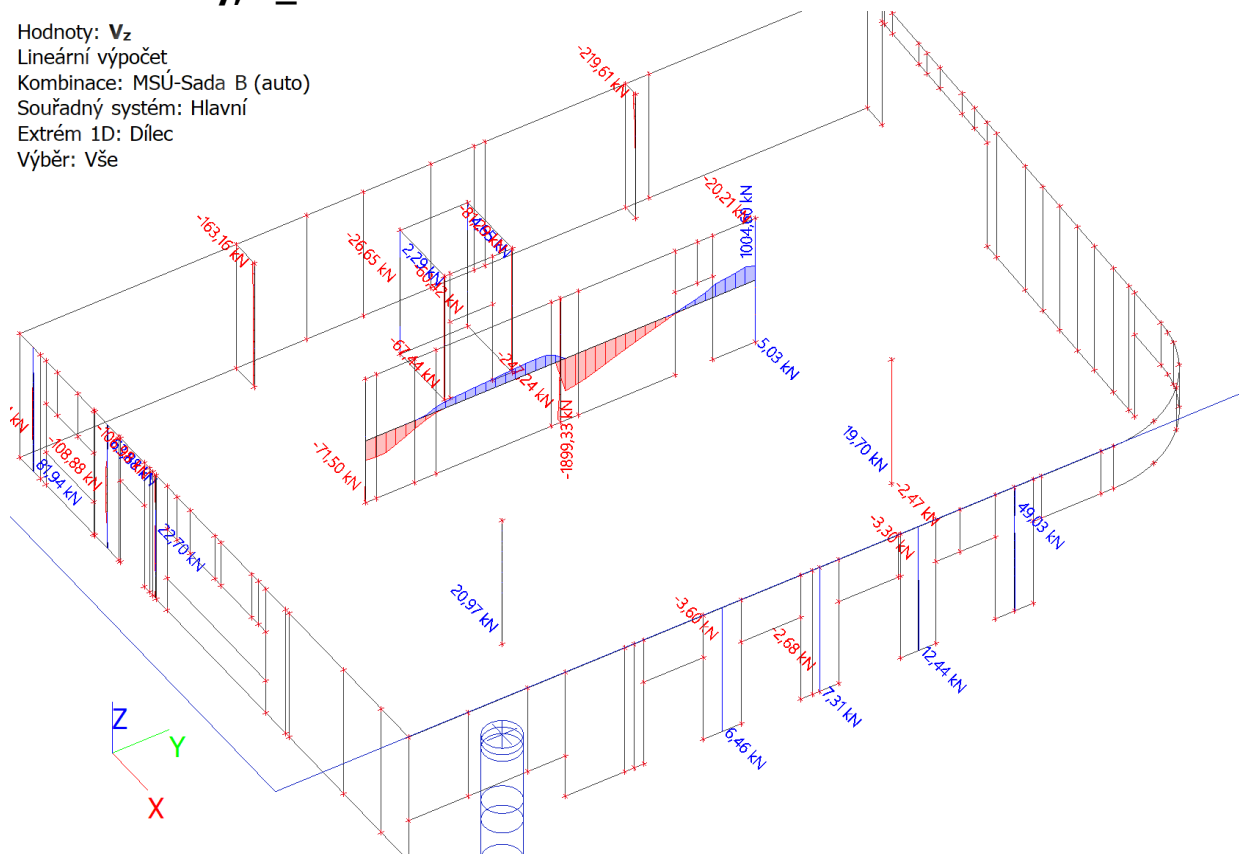 Hodnoty: Vz
Lineární výpočet
Kombinace: MSÚ-Sada B (auto)
Souřadný systém: Hlavní
Extrém 1D: Dílec
Výběr: Vše
-219,61 kN
-163,16 kN
-26,65 kN
2,29 kN
-20,21 kN
1004,60 kN
-67,44 kN
5,03 kN
-1899,33 kN
-71,50 kN
-108,88 kN
81,94 kN
22,70 kN
19,70 kN
-2,47 kN
-3,30 kN
49,03 kN
20,97 kN
-3,60 kN
-2,68 kN
12,44 kN
7,31 kN
6,46 kN
Z
Y
X